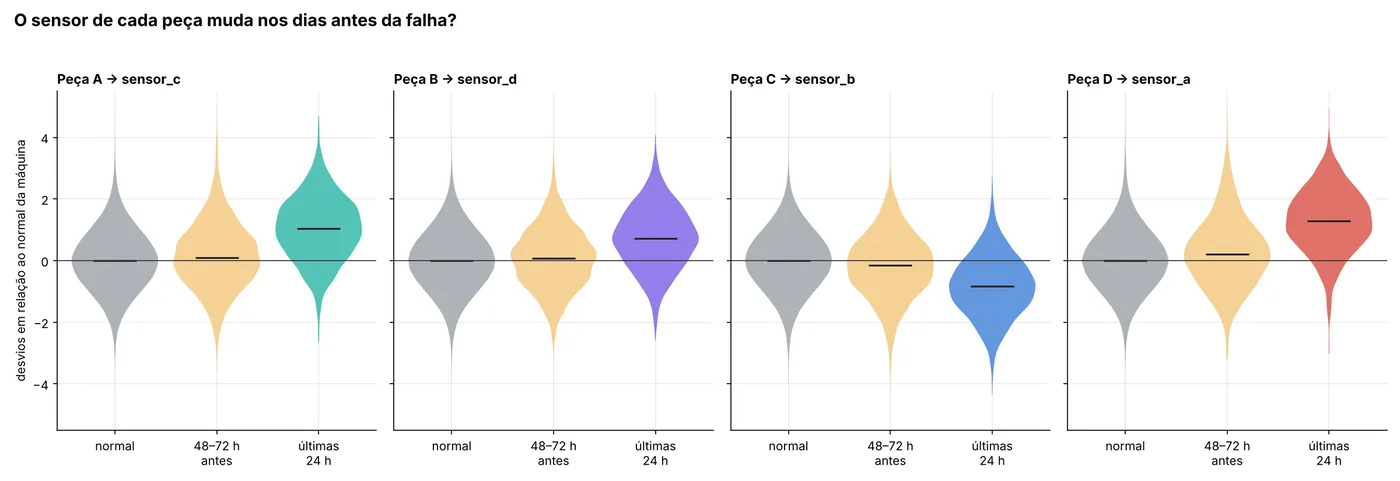 O sensor de cada peça muda nos dias antes da falha?
Peça A → sensor_c
Peça B → sensor_d
Peça C → sensor_b
Peça D → sensor_a
desvios em relação ao normal da máquina
4
2
0
−2
−4
normal
48–72 h
antes
últimas
24 h
normal
48–72 h
antes
últimas
24 h
normal
48–72 h
antes
últimas
24 h
normal
48–72 h
antes
últimas
24 h